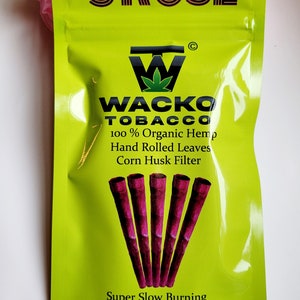 W
©
WACKO
TOBACCO
100 % Organic Hemp
Hand Rolled Leaves
Corn Husk Filter
Super Slow Burning